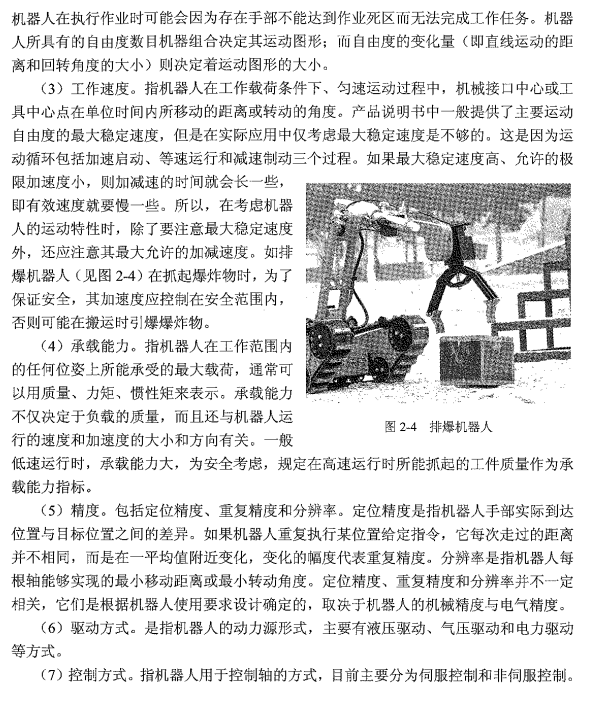 机器人在执行作业时可能会因为存在手部不能达到作业死区而无法完成工作任务。机器
人所具有的自由度数目机器组合决定其运动图形；而自由度的变化量（即直线运动的距
离和回转角度的大小）则决定着运动图形的大小。
（3）工作速度。指机器人在工作载荷条件下、匀速运动过程中，机械接口中心或工
具中心点在单位时间内所移动的距离或转动的角度。产品说明书中一般提供了主要运动
自由度的最大稳定速度，但是在实际应用中仅考虑最大稳定速度是不够的。这是因为运
动循环包括加速启动、等速运行和减速制动三个过程。如果最大稳定速度高、允许的极
限加速度小，则加减速的时间就会长一些，
即有效速度就要慢一些。所以，在考虑机器
人的运动特性时，除了要注意最大稳定速度
外，还应注意其最大允许的加减速度。如排
爆机器人（见图 2-4）在抓起爆炸物时，为了
保证安全，其加速度应控制在安全范围内，
否则可能在搬运时引爆爆炸物。
（4）承载能力。指机器人在工作范围内
的任何位姿上所能承受的最大载荷，通常可
以用质量、力矩、惯性矩来表示。承载能力
不仅决定于负载的质量，而且还与机器人运
行的速度和加速度的大小和方向有关。一般
图 2-4 排爆机器人
低速运行时，承载能力大，为安全考虑，规定在高速运行时所能抓起的工件质量作为承
载能力指标。
（5）精度。包括定位精度、重复精度和分辨率。定位精度是指机器人手部实际到达
位置与目标位置之间的差异。如果机器人重复执行某位置给定指令，它每次走过的距离
并不相同，而是在一平均值附近变化，变化的幅度代表重复精度。分辨率是指机器人每
根轴能够实现的最小移动距离或最小转动角度。定位精度、重复精度和分辨率并不一定
相关，它们是根据机器人使用要求设计确定的，取决于机器人的机械精度与电气精度。
（6）驱动方式。是指机器人的动力源形式，主要有液压驱动、气压驱动和电力驱动
等方式。
（7）控制方式。指机器人用于控制轴的方式，目前主要分为伺服控制和非伺服控制。